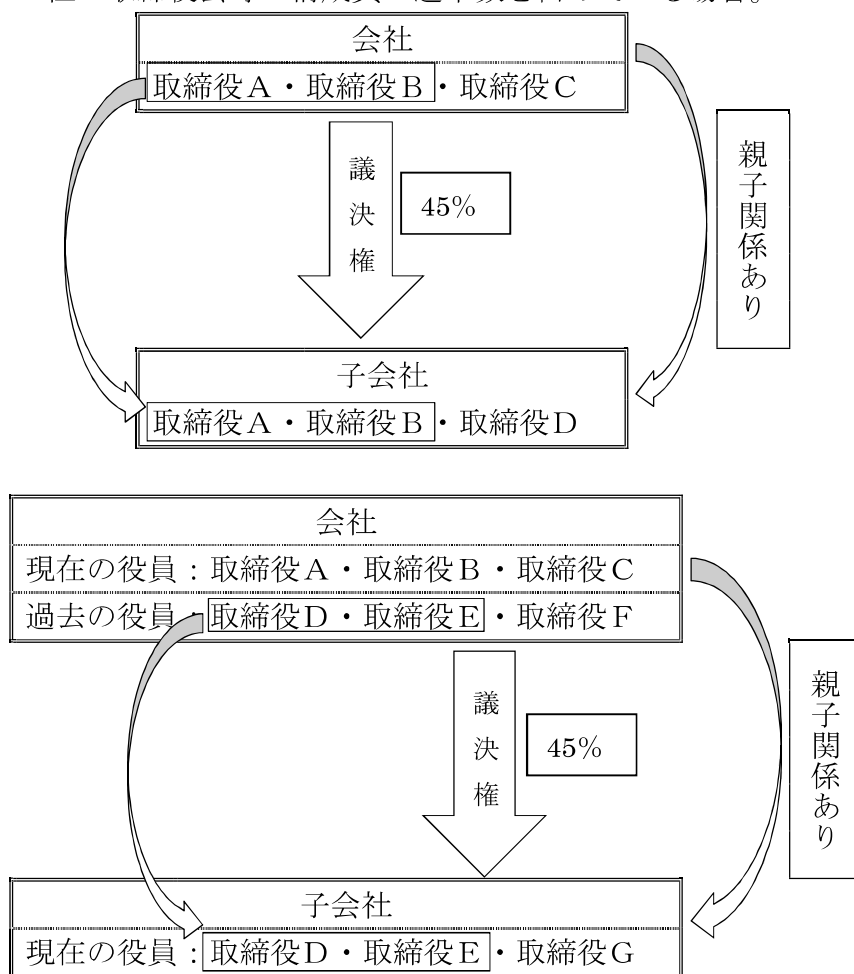 会社
取締役A・取締役B・取締役C
議決権
45%
親子関係あり
子会社
取締役A・取締役B・取締役D
会社
現在の役員:取締役A・取締役B・取締役C
過去の役員:取締役D・取締役E・取締役F
議決権
45%
親子関係あり
子会社
現在の役員:取締役D・取締役E・取締役G